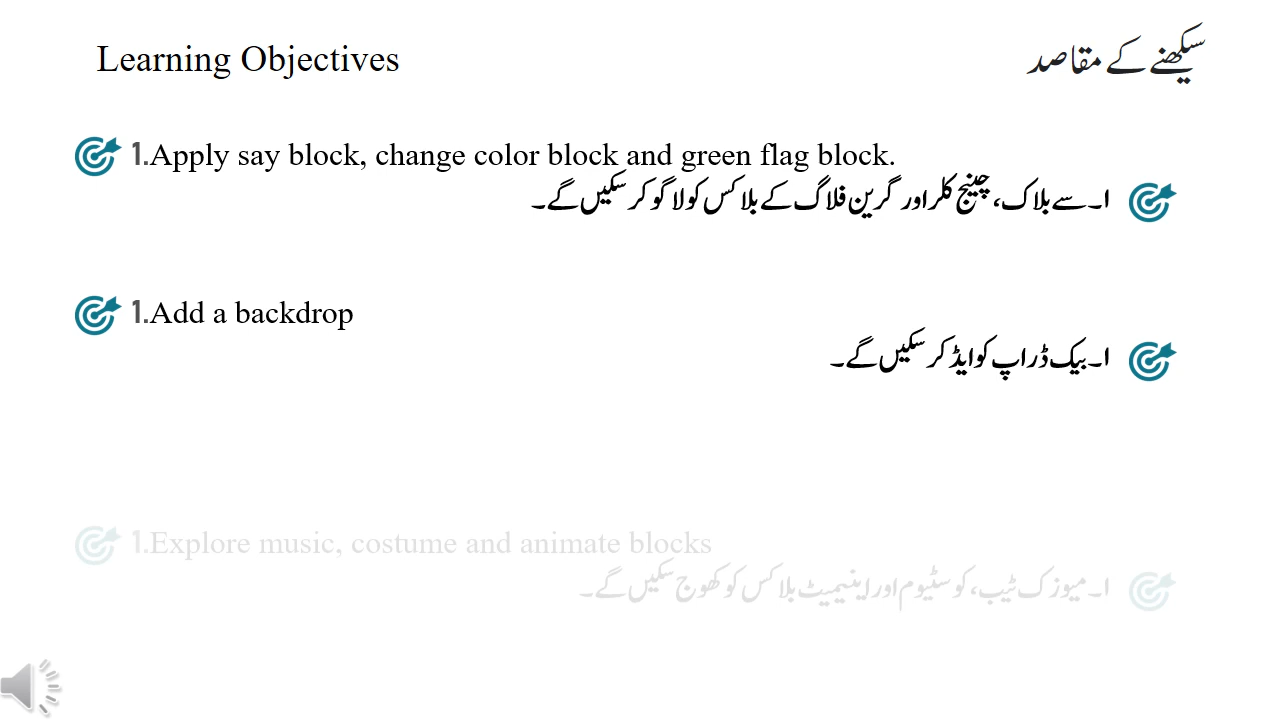 Learning Objectives
سیکھنے کے مقاصد
1.Apply say block, change color block and green flag block.
۱۔ سے بلاک، چینج کلر اور گرین فلاگ کے بلاکس کو لاگو کر سکیں گے۔
1.Add a backdrop
۱۔ بیک ڈراپ کو ایڈ کر سکیں گے۔
1.Explore music, costume and animate blocks
۱۔ میوزک ٹیب، کوسٹیوم اور اینیمیٹ بلاکس کو کھوج سکیں گے۔